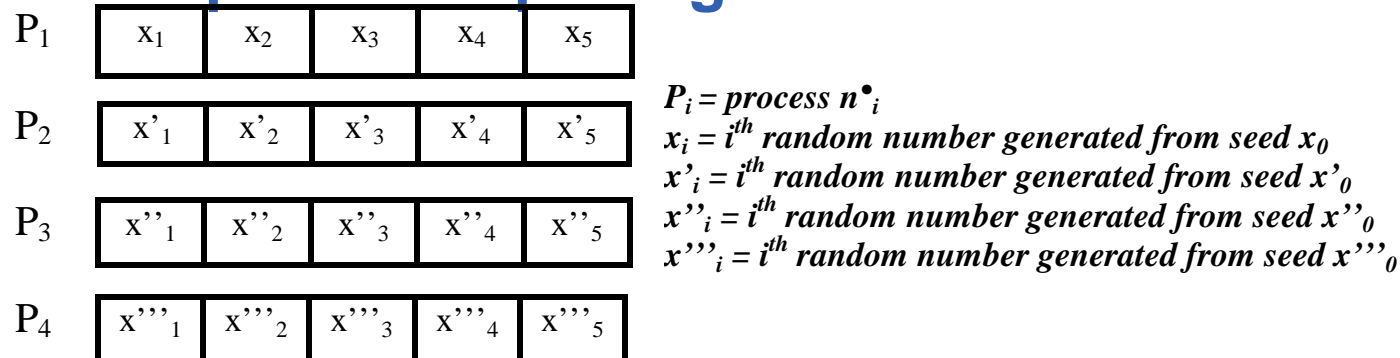 P₁ x₁ x₂ x₃ x₄ x₅
P₂ x’₁ x’₂ x’₃ x’₄ x’₅
P₃ x’’₁ x’’₂ x’’₃ x’’₄ x’’₅
P₄ x’’’₁ x’’’₂ x’’’₃ x’’’₄ x’’’₅
Pᵢ = process n•ᵢ
xᵢ = iᵗʰ random number generated from seed x₀
x’ᵢ = iᵗʰ random number generated from seed x’₀
x’’ᵢ = iᵗʰ random number generated from seed x’’₀
x’’’ᵢ = iᵗʰ random number generated from seed x’’’₀